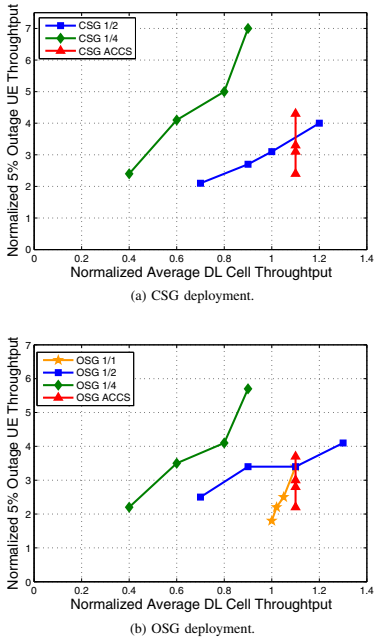 CSG 1/2
CSG 1/4
CSG ACCS
7
6
5
4
3
2
1
0
0 0.2 0.4 0.6 0.8 1 1.2 1.4
Normalized 5% Outage UE Throughtput
Normalized Average DL Cell Throughtput
(a) CSG deployment.
OSG 1/1
OSG 1/2
OSG 1/4
OSG ACCS
7
6
5
4
3
2
1
0
0 0.2 0.4 0.6 0.8 1 1.2 1.4
Normalized 5% Outage UE Throughtput
Normalized Average DL Cell Throughtput
(b) OSG deployment.